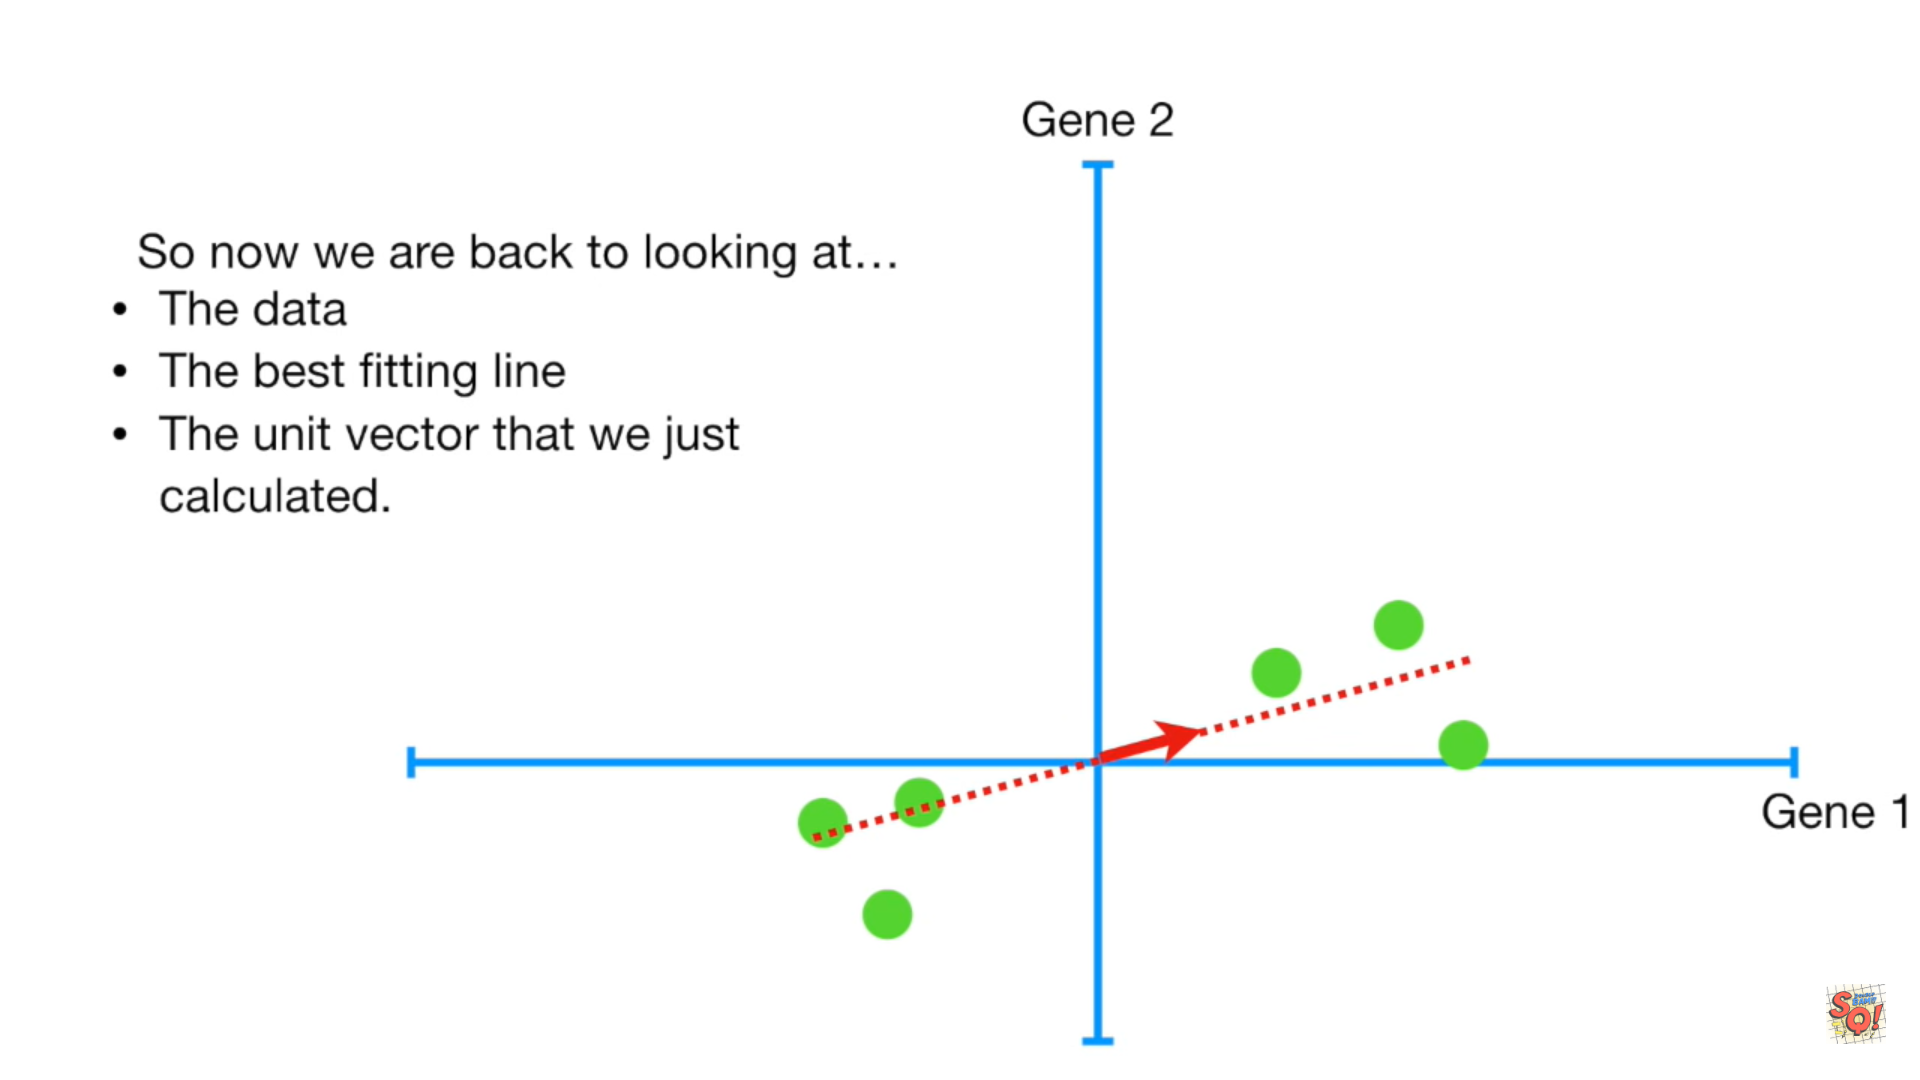 Gene 2
So now we are back to looking at…
• The data
• The best fitting line
• The unit vector that we just
calculated.
Gene 1
SQ!